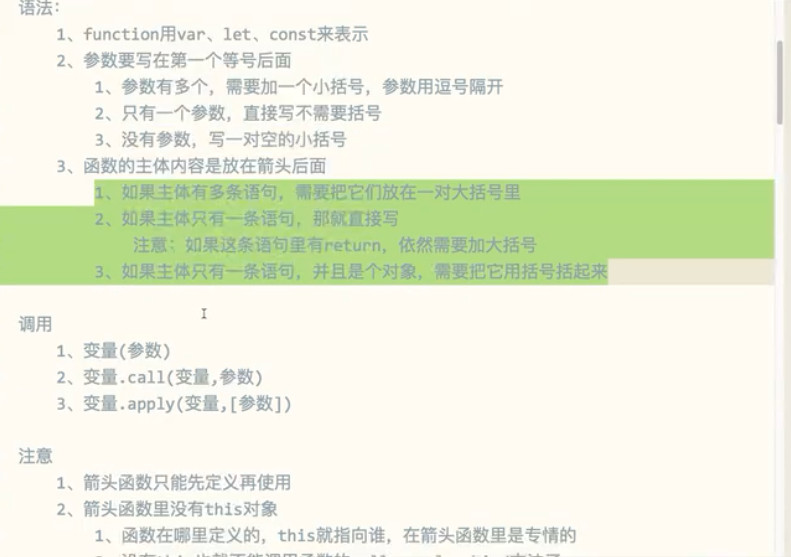 语法：
1、function用var、let、const来表示
2、参数要写在第一个等号后面
1、参数有多个，需要加一个小括号，参数用逗号隔开
2、只有一个参数，直接写不需要括号
3、没有参数，写一对空的小括号
3、函数的主体内容是放在箭头后面
1、如果主体有多条语句，需要把它们放在一对大括号里
2、如果主体只有一条语句，那就直接写
注意：如果这条语句里有return，依然需要加大括号
3、如果主体只有一条语句，并且是个对象，需要把它用括号括起来
调用
1、变量(参数)
2、变量.call(变量,参数)
3、变量.apply(变量,[参数])
注意
1、箭头函数只能先定义再使用
2、箭头函数里没有this对象
1、函数在哪里定义的，this就指向谁，在箭头函数里是专情的